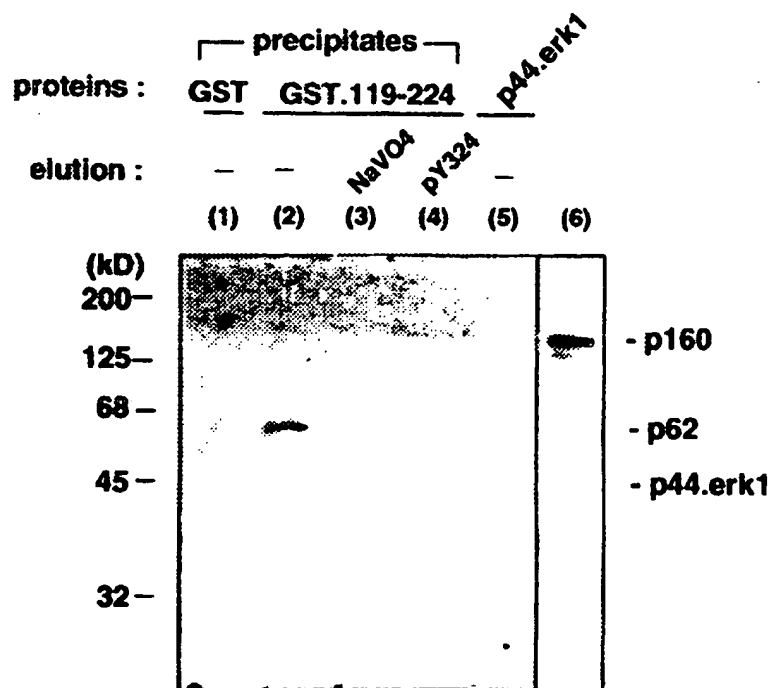 precipitates
proteins : GST GST.119-224 p44.erk1
elution : – – NaVO4 pY324 –
(1) (2) (3) (4) (5) (6)
(kD)
200–
- p160
125–
68–
- p62
45–
- p44.erk1
32–